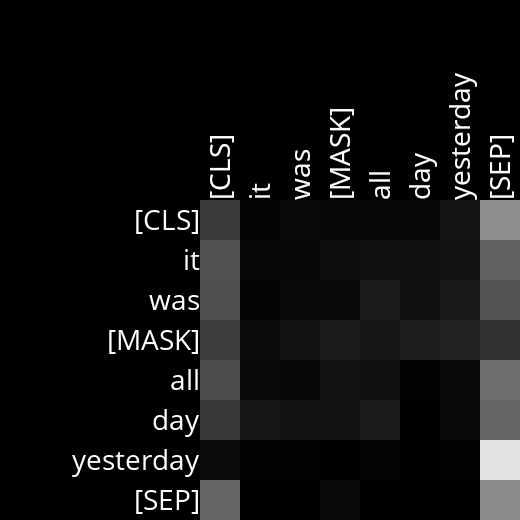 [CLS] it was [MASK] all day yesterday [SEP]
[CLS]
it
was
[MASK]
all
day
yesterday
[SEP]